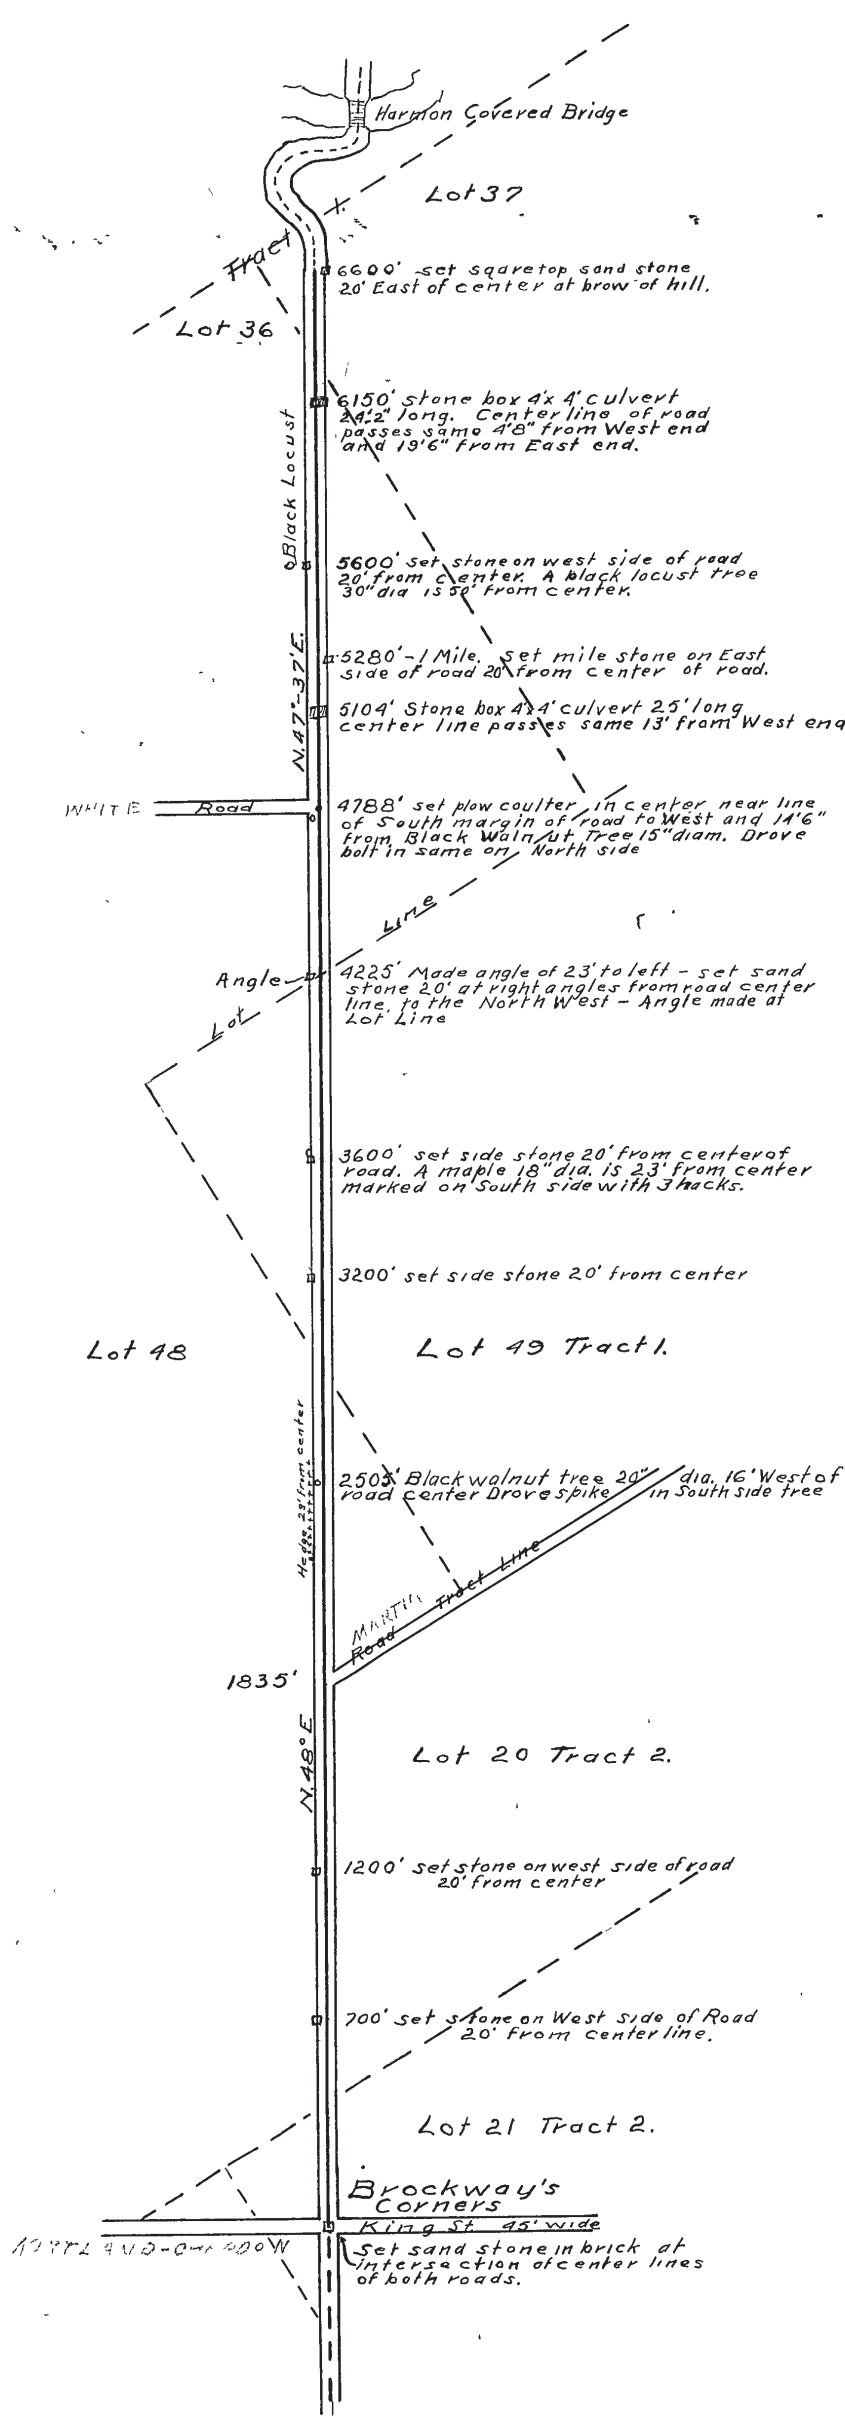 Harmon Covered Bridge
Lot 37
Tract 1.
6600' set sqare top sand stone
20' East of center at brow of hill.
Lot 36
6150' stone box 4'x 4' culvert
24'2" long. Center line of road
passes same 4'8" from West end
and 19'6" from East end.
Black Locust
5600' set stone on west side of road
20' from center. A black locust tree
30" dia is 50' from center.
N.47°-37'E.
5280'-1 Mile. set mile stone on East
side of road 20' from center of road.
5104' Stone box 4'x4' culvert 25' long
center line passes same 13' from West end
WHITE Road
4788' set plow coulter in center near line
of South margin of road to West and 14'6"
from Black Walnut Tree 15" diam. Drove
bolt in same on North side
Lot Line
Angle
4225' Made angle of 23' to left - set sand
stone 20' at right angles from road center
line, to the North West - Angle made at
Lot Line
3600' set side stone 20' from center of
road. A maple 18" dia. is 23' from center
marked on South side with 3 hacks.
3200' set side stone 20' from center
Lot 48
Lot 49 Tract 1.
Hedge 23' from center
2505' Black walnut tree 20" dia. 16' West of
road center Drove spike in South side tree
MARTIN
Road
Tract Line
1835'
N.48°E
Lot 20 Tract 2.
1200' set stone on west side of road
20' from center
700' set stone on West side of Road
20' from center line.
Lot 21 Tract 2.
Brockway's
Corners
King St 45' wide
Set sand stone in brick at
intersection of center lines
of both roads.